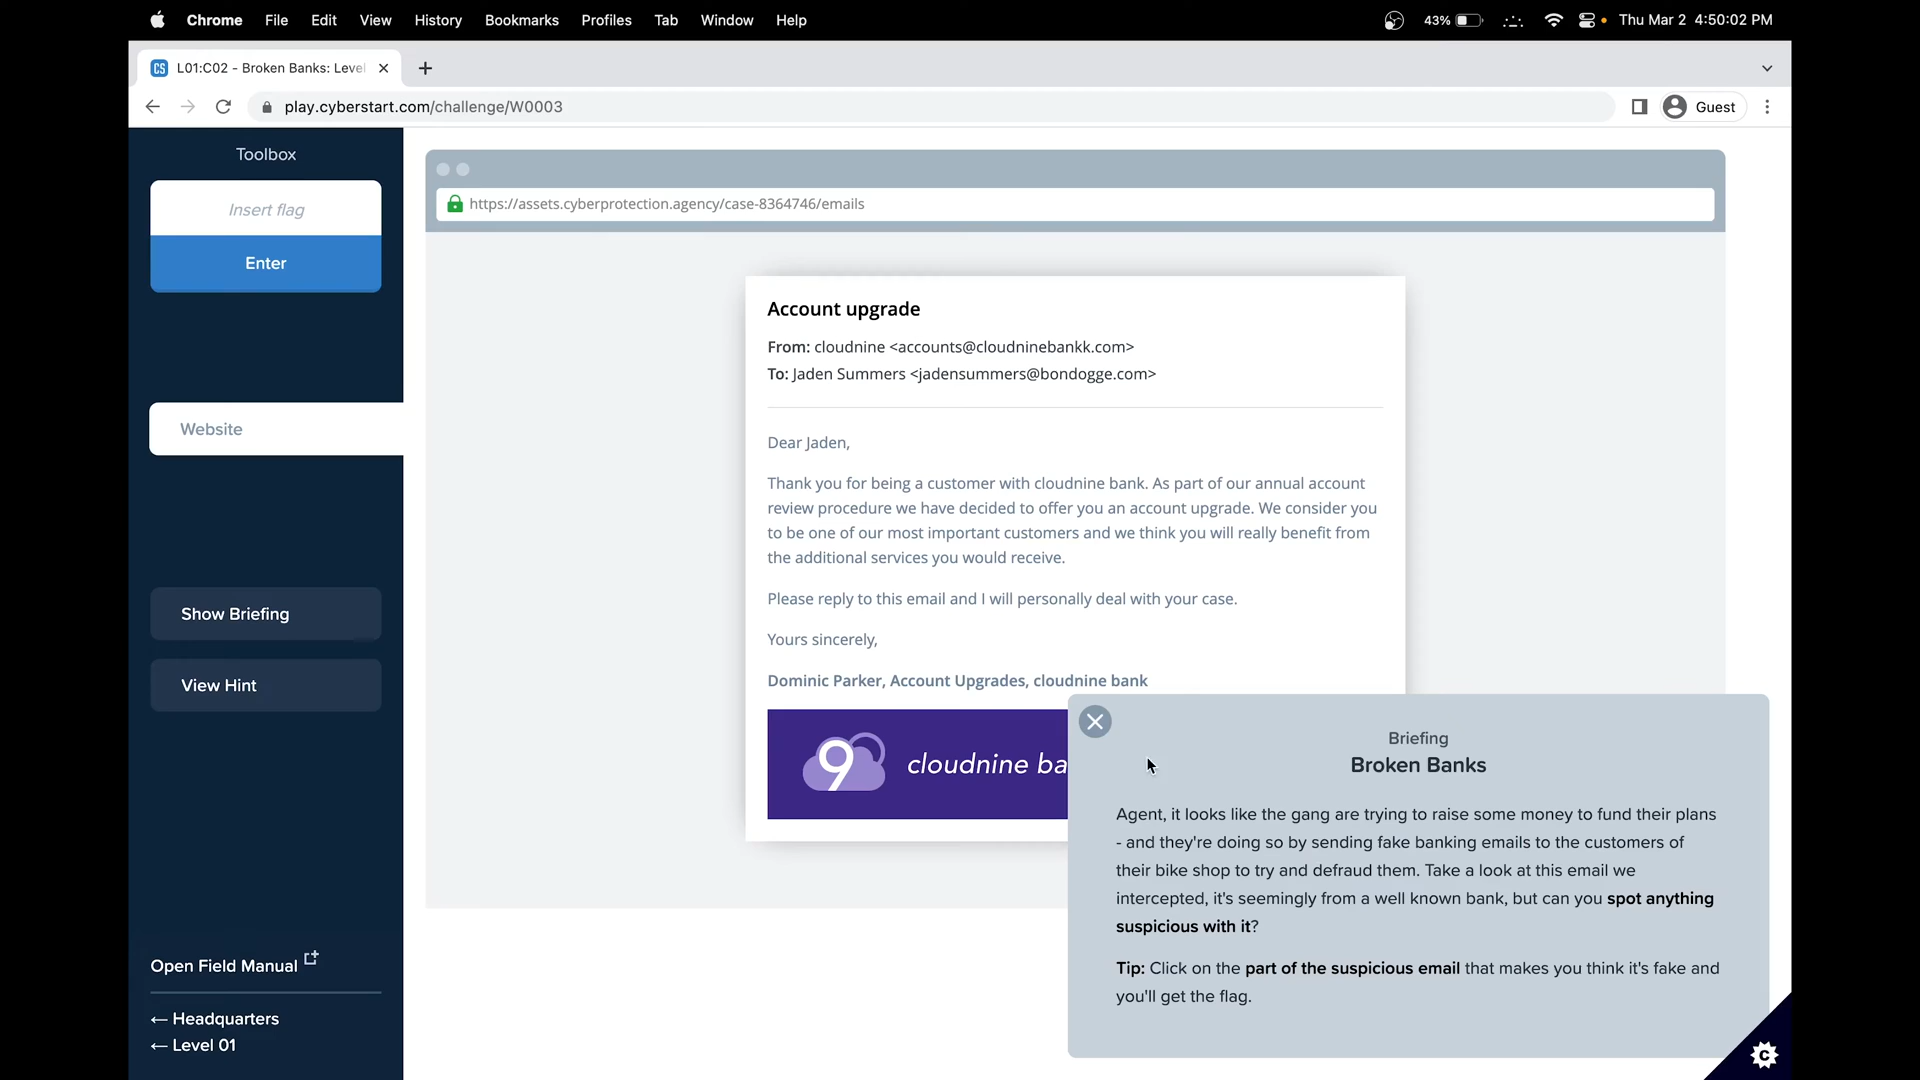 Chrome File Edit View History Bookmarks Profiles Tab Window Help 43% Thu Mar 2 4:50:02 PM
CS L01:C02 - Broken Banks: Level
play.cyberstart.com/challenge/W0003 Guest
Toolbox
Insert flag
Enter
Website
Show Briefing
View Hint
Open Field Manual
← Headquarters
← Level 01
https://assets.cyberprotection.agency/case-8364746/emails
Account upgrade
From: cloudnine <accounts@cloudninebankk.com>
To: Jaden Summers <jadensummers@bondogge.com>
Dear Jaden,
Thank you for being a customer with cloudnine bank. As part of our annual account
review procedure we have decided to offer you an account upgrade. We consider you
to be one of our most important customers and we think you will really benefit from
the additional services you would receive.
Please reply to this email and I will personally deal with your case.
Yours sincerely,
Dominic Parker, Account Upgrades, cloudnine bank
9 cloudnine ba
Briefing
Broken Banks
Agent, it looks like the gang are trying to raise some money to fund their plans
- and they're doing so by sending fake banking emails to the customers of
their bike shop to try and defraud them. Take a look at this email we
intercepted, it's seemingly from a well known bank, but can you spot anything
suspicious with it?
Tip: Click on the part of the suspicious email that makes you think it's fake and
you'll get the flag.
C